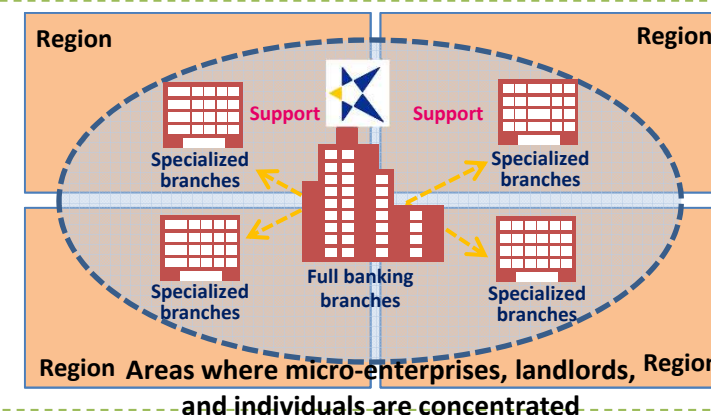 Region
Region
Support
Support
Specialized
branches
Specialized
branches
Specialized
branches
Full banking
branches
Specialized
branches
Region
Areas where micro-enterprises, landlords,
and individuals are concentrated
Region